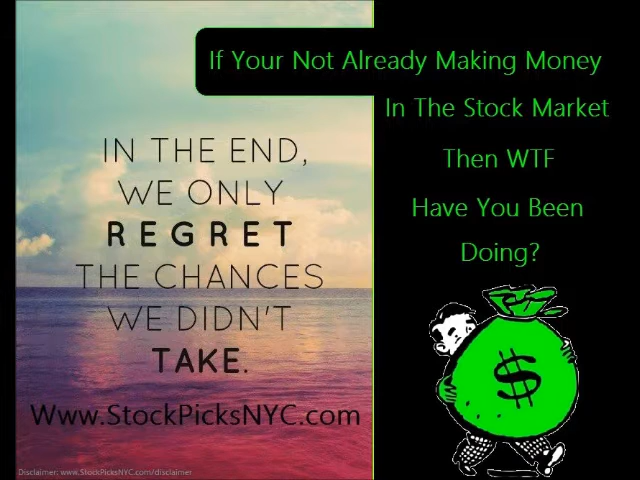 If Your Not Already Making Money
In The Stock Market
Then WTF
Have You Been
Doing?
IN THE END,
WE ONLY
REGRET
THE CHANCES
WE DIDN'T
TAKE.
Www.StockPicksNYC.com
Disclaimer: www.StockPicksNYC.com/disclaimer
$